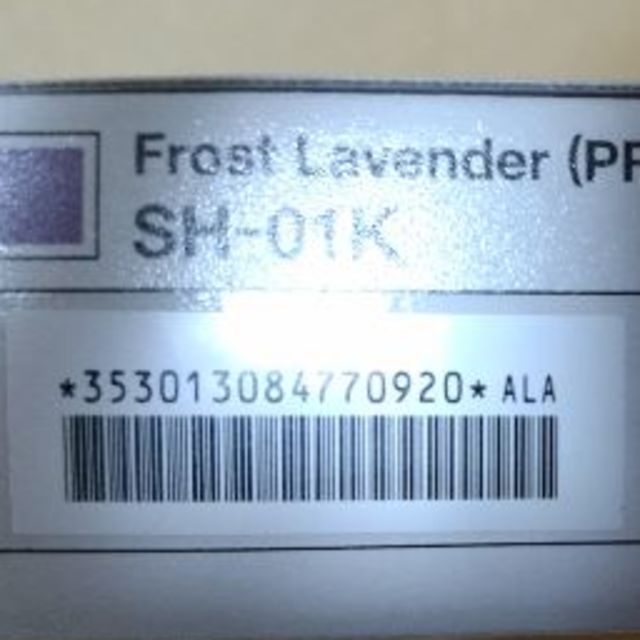 Frost Lavender (PP
SH-01K
*353013084770920* ALA